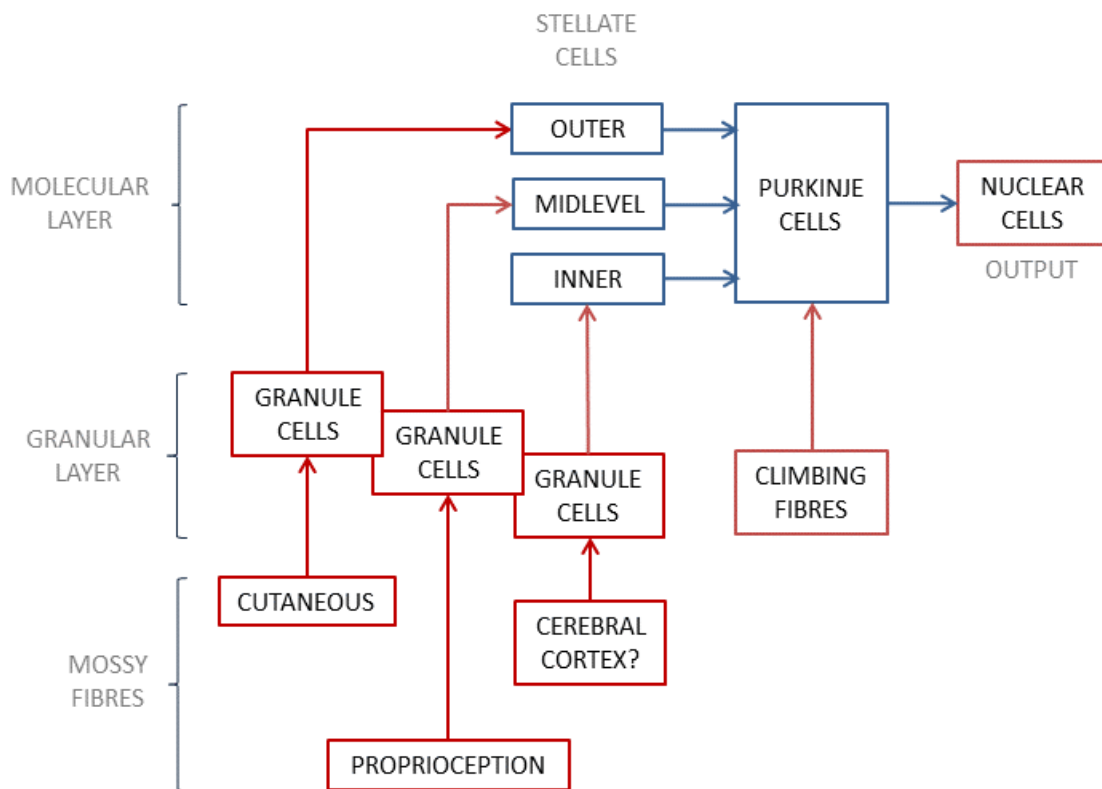 STELLATE
CELLS
OUTER
MOLECULAR
LAYER
MIDLEVEL
INNER
PURKINJE
CELLS
NUCLEAR
CELLS
OUTPUT
GRANULAR
LAYER
GRANULE
CELLS
GRANULE
CELLS
GRANULE
CELLS
CLIMBING
FIBRES
MOSSY
FIBRES
CUTANEOUS
CEREBRAL
CORTEX?
PROPRIOCEPTION